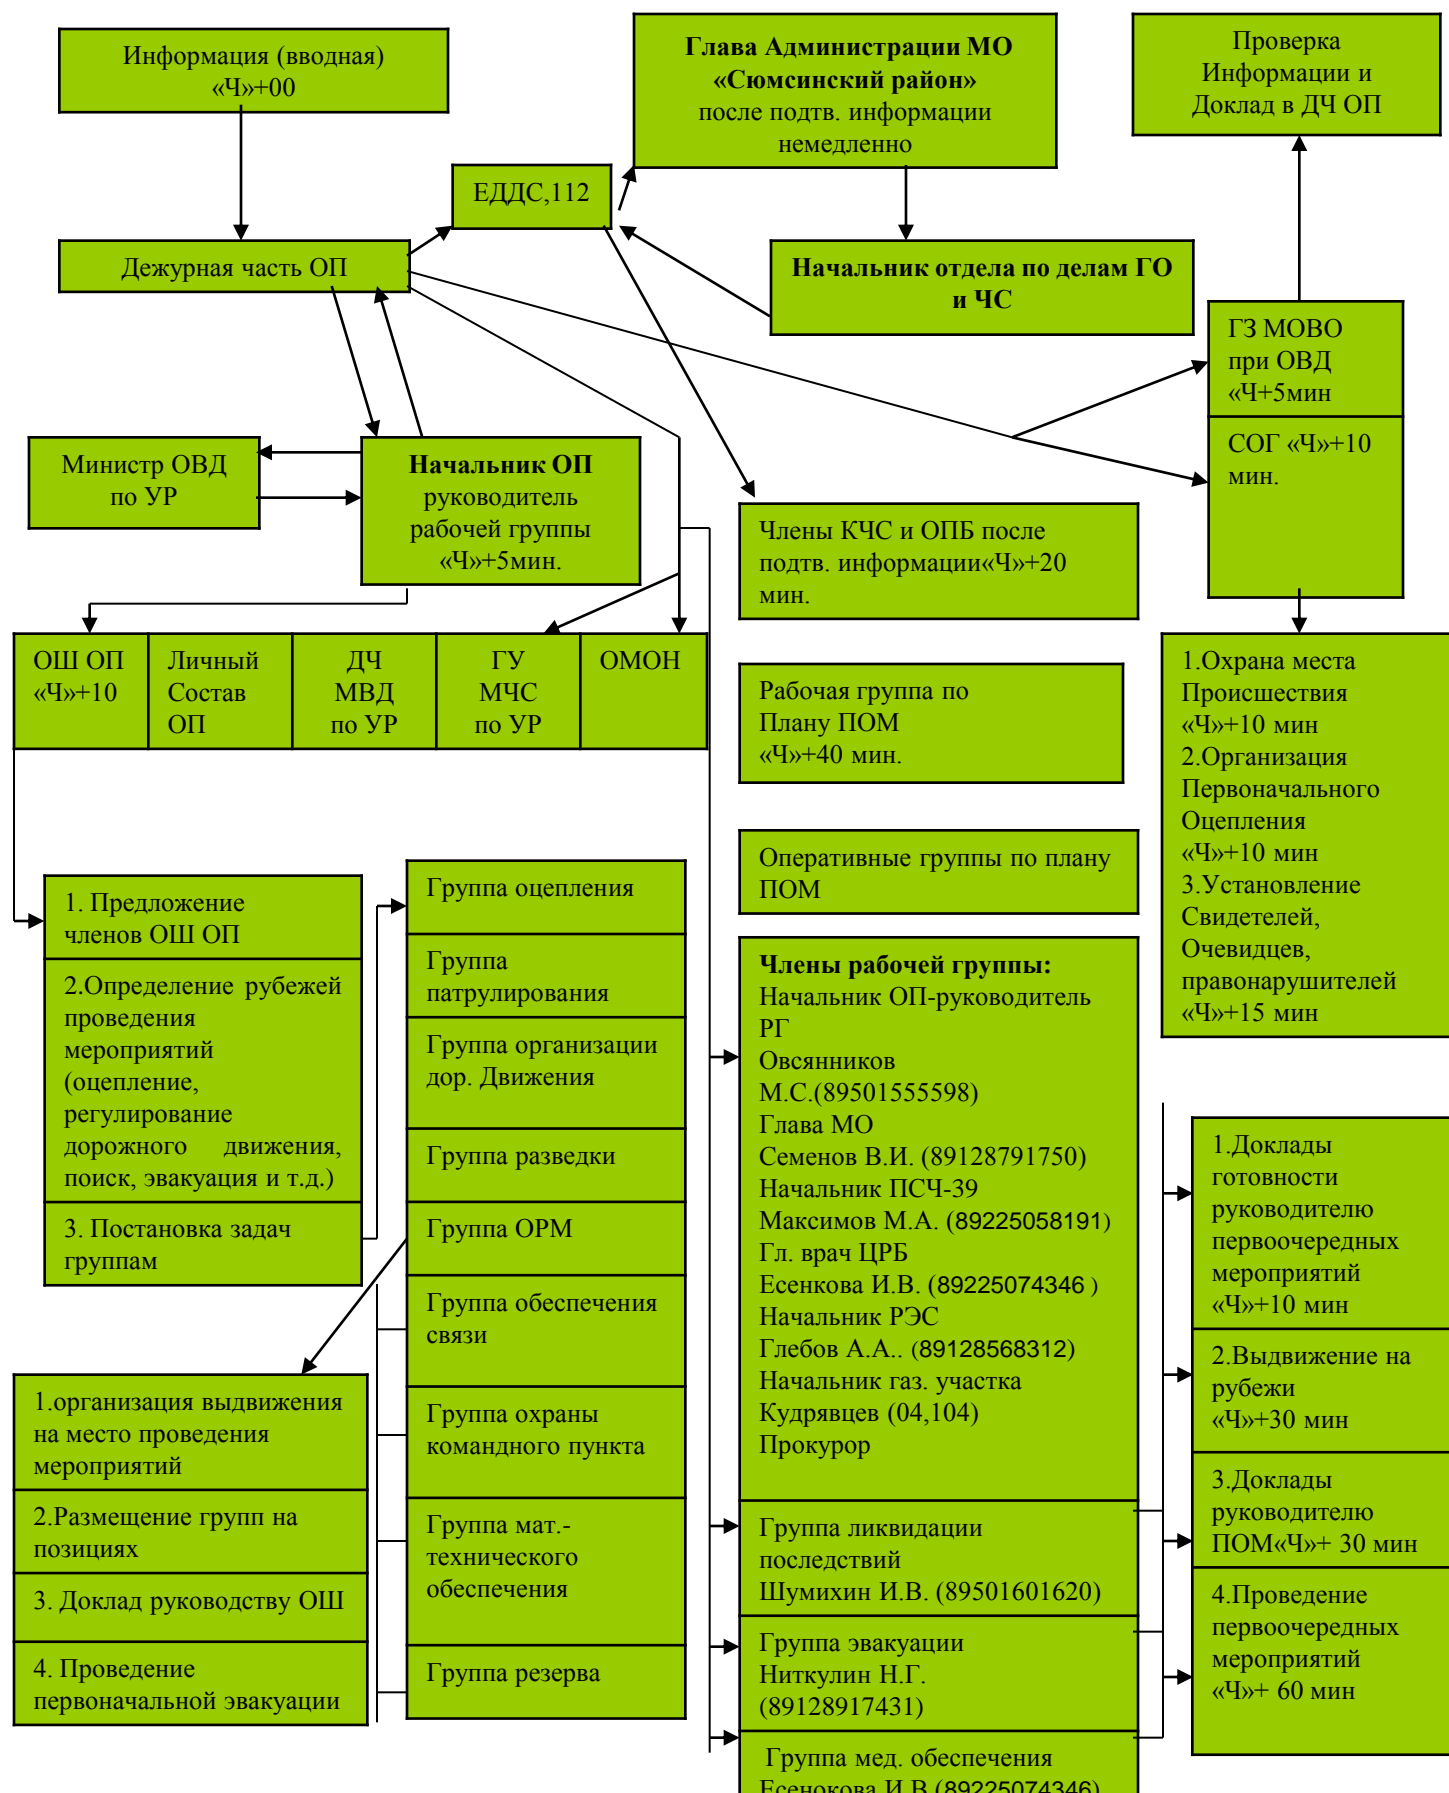 Информация (вводная)
«Ч»+00
Глава Администрации МО
«Сюмсинский район»
после подтв. информации
немедленно
Проверка
Информации и
Доклад в ДЧ ОП
ЕДДС,112
Дежурная часть ОП
Начальник отдела по делам ГО
и ЧС
ГЗ МОВО
при ОВД
«Ч+5мин
СОГ «Ч»+10
мин.
Министр ОВД
по УР
Начальник ОП
руководитель
рабочей группы
«Ч»+5мин.
Члены КЧС и ОПБ после
подтв. информации«Ч»+20
мин.
ОШ ОП
«Ч»+10
Личный
Состав
ОП
ДЧ
МВД
по УР
ГУ
МЧС
по УР
ОМОН
Рабочая группа по
Плану ПОМ
«Ч»+40 мин.
1.Охрана места
Происшествия
«Ч»+10 мин
2.Организация
Первоначального
Оцепления
«Ч»+10 мин
3.Установление
Свидетелей,
Очевидцев,
правонарушителей
«Ч»+15 мин
Оперативные группы по плану
ПОМ
1. Предложение
членов ОШ ОП
2.Определение рубежей
проведения
мероприятий
(оцепление,
регулирование
дорожного движения,
поиск, эвакуация и т.д.)
3. Постановка задач
группам
Группа оцепления
Группа
патрулирования
Группа организации
дор. Движения
Группа разведки
Группа ОРМ
Группа обеспечения
связи
Группа охраны
командного пункта
Группа мат.-
технического
обеспечения
Группа резерва
1.организация выдвижения
на место проведения
мероприятий
2.Размещение групп на
позициях
3. Доклад руководству ОШ
4. Проведение
первоначальной эвакуации
Члены рабочей группы:
Начальник ОП-руководитель
РГ
Овсянников
М.С.(89501555598)
Глава МО
Семенов В.И. (89128791750)
Начальник ПСЧ-39
Максимов М.А. (89225058191)
Гл. врач ЦРБ
Есенкова И.В. (89225074346 )
Начальник РЭС
Глебов А.А.. (89128568312)
Начальник газ. участка
Кудрявцев (04,104)
Прокурор
Группа ликвидации
последствий
Шумихин И.В. (89501601620)
Группа эвакуации
Ниткулин Н.Г.
(89128917431)
Группа мед. обеспечения
Есенокова И.В.(89225074346)
1.Доклады
готовности
руководителю
первоочередных
мероприятий
«Ч»+10 мин
2.Выдвижение на
рубежи
«Ч»+30 мин
3.Доклады
руководителю
ПОМ«Ч»+ 30 мин
4.Проведение
первоочередных
мероприятий
«Ч»+ 60 мин